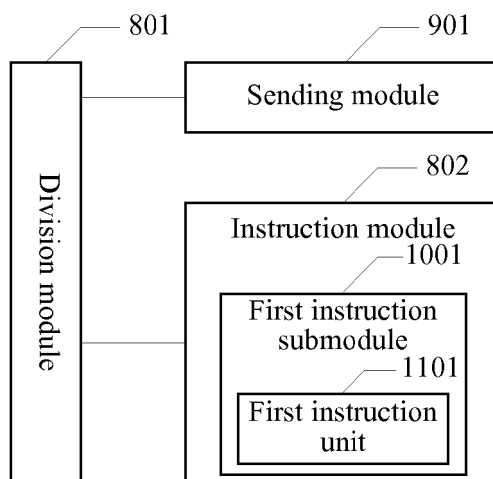 801
901
Sending module
Division module
802
Instruction module
1001
First instruction
submodule
1101
First instruction
unit